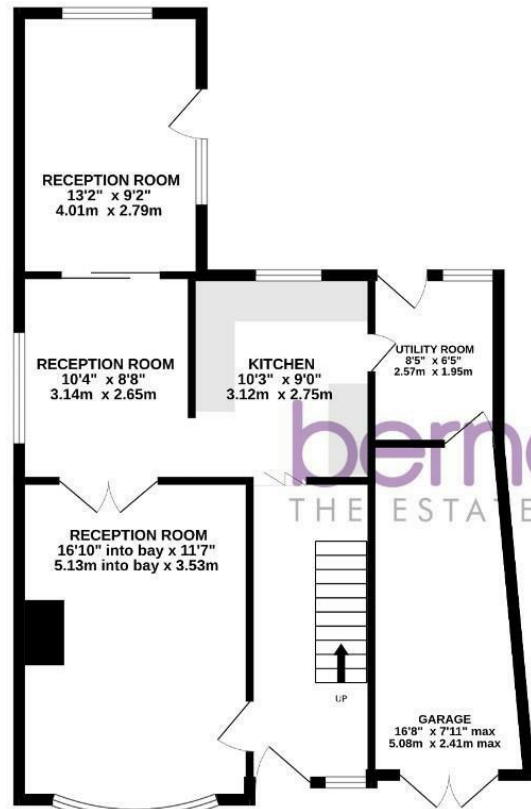 RECEPTION ROOM
13'2" x 9'2"
4.01m x 2.79m
RECEPTION ROOM
10'4" x 8'8"
3.14m x 2.65m
KITCHEN
10'3" x 9'0"
3.12m x 2.75m
UTILITY ROOM
8'5" x 6'5"
2.57m x 1.95m
berna
THE ESTATE
RECEPTION ROOM
16'10" into bay x 11'7"
5.13m into bay x 3.53m
UP
GARAGE
16'8" x 7'11" max
5.08m x 2.41m max